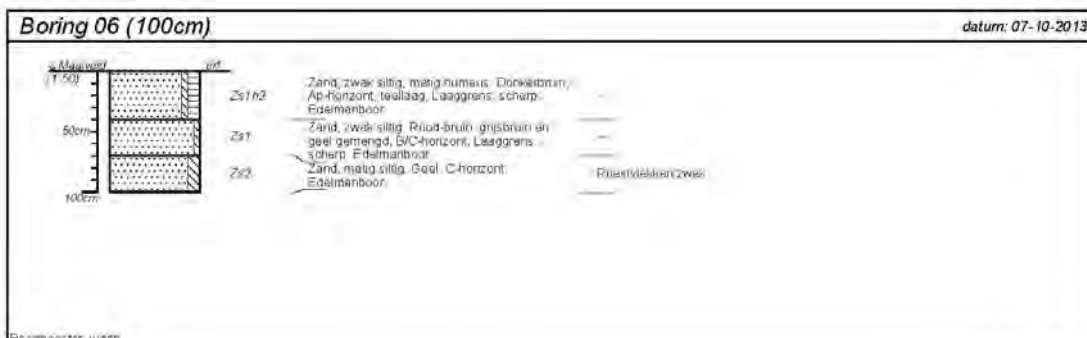 Boring 06 (100cm)
datum: 07-10-2013
Maaiveld
(1:50)
50cm
100cm
Zs1h2
Zand, zwak siltig, matig humeus. Donkerbruin,
Ap-horizont, teellaag, Laaggrens: scherp.
Edelmanboor.
Zs1
Zand, zwak siltig. Rood-bruin, grijsbruin en
geel gemengd, B/C-horizont, Laaggrens:
scherp. Edelmanboor.
Zs2
Zand, matig siltig. Geel. C-horizont.
Edelmanboor.
Roestvlekken zwak